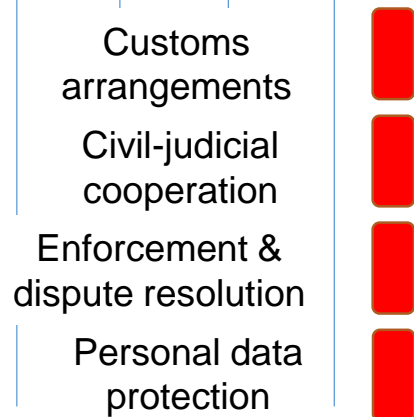 Customs
arrangements
Civil-judicial
cooperation
Enforcement &
dispute resolution
Personal data
protection